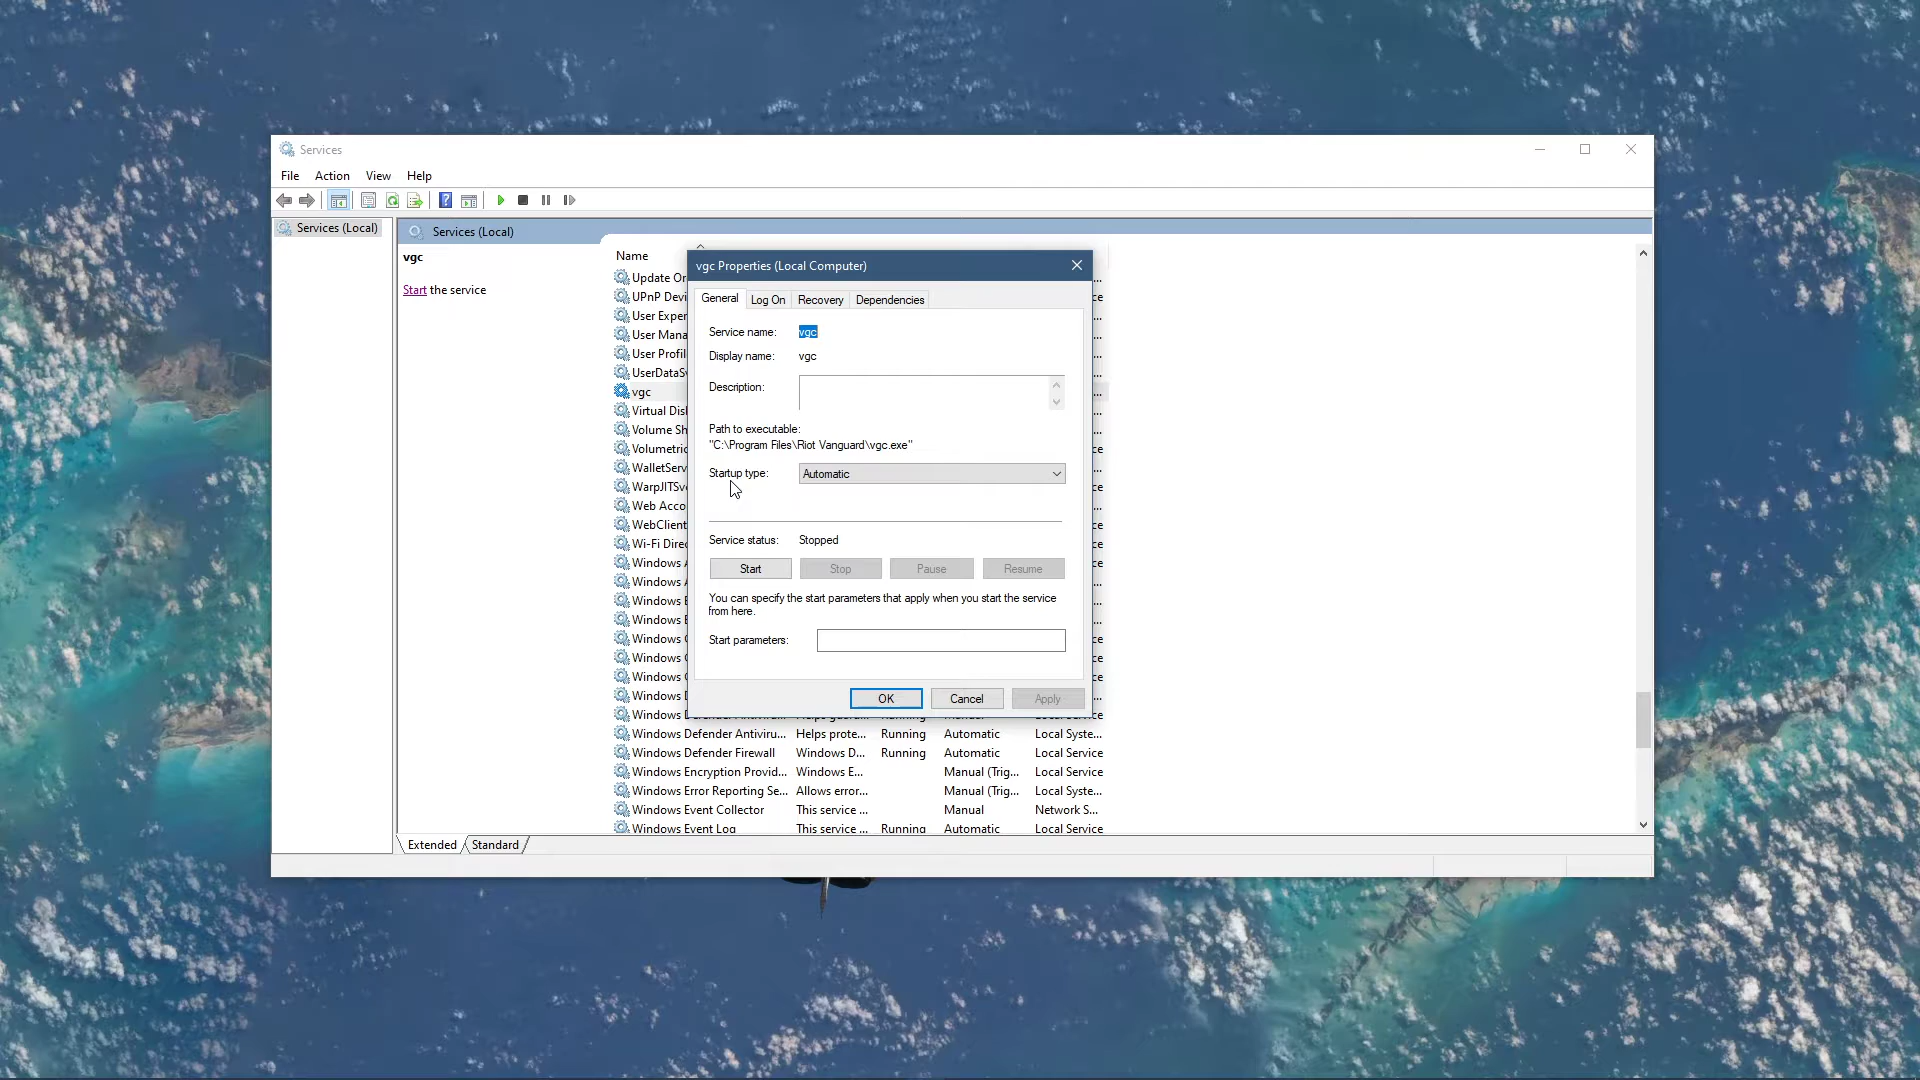 Services
File Action View Help
Services (Local)
Services (Local)
vgc
Start the service
Name
Update Or
UPnP Devi
User Exper
User Mana
User Profil
UserDataSv
vgc
Virtual Disk
Volume Sh
Volumetric
WalletServ
WarpJITSv
Web Acco
WebClient
Wi-Fi Direc
Windows A
Windows A
Windows B
Windows B
Windows C
Windows C
Windows C
Windows D
vgc Properties (Local Computer)
General Log On Recovery Dependencies
Service name: vgc
Display name: vgc
Description:
Path to executable:
"C:\Program Files\Riot Vanguard\vgc.exe"
Startup type: Automatic
Service status: Stopped
Start Stop Pause Resume
You can specify the start parameters that apply when you start the service
from here.
Start parameters:
OK Cancel Apply
Windows Defender Antiviru... Helps prote... Running Automatic Local Syste...
Windows Defender Firewall Windows D... Running Automatic Local Service
Windows Encryption Provid... Windows E... Manual (Trig... Local Service
Windows Error Reporting Se... Allows error... Manual (Trig... Local Syste...
Windows Event Collector This service ... Manual Network S...
Windows Event Log This service ... Running Automatic Local Service
Extended Standard